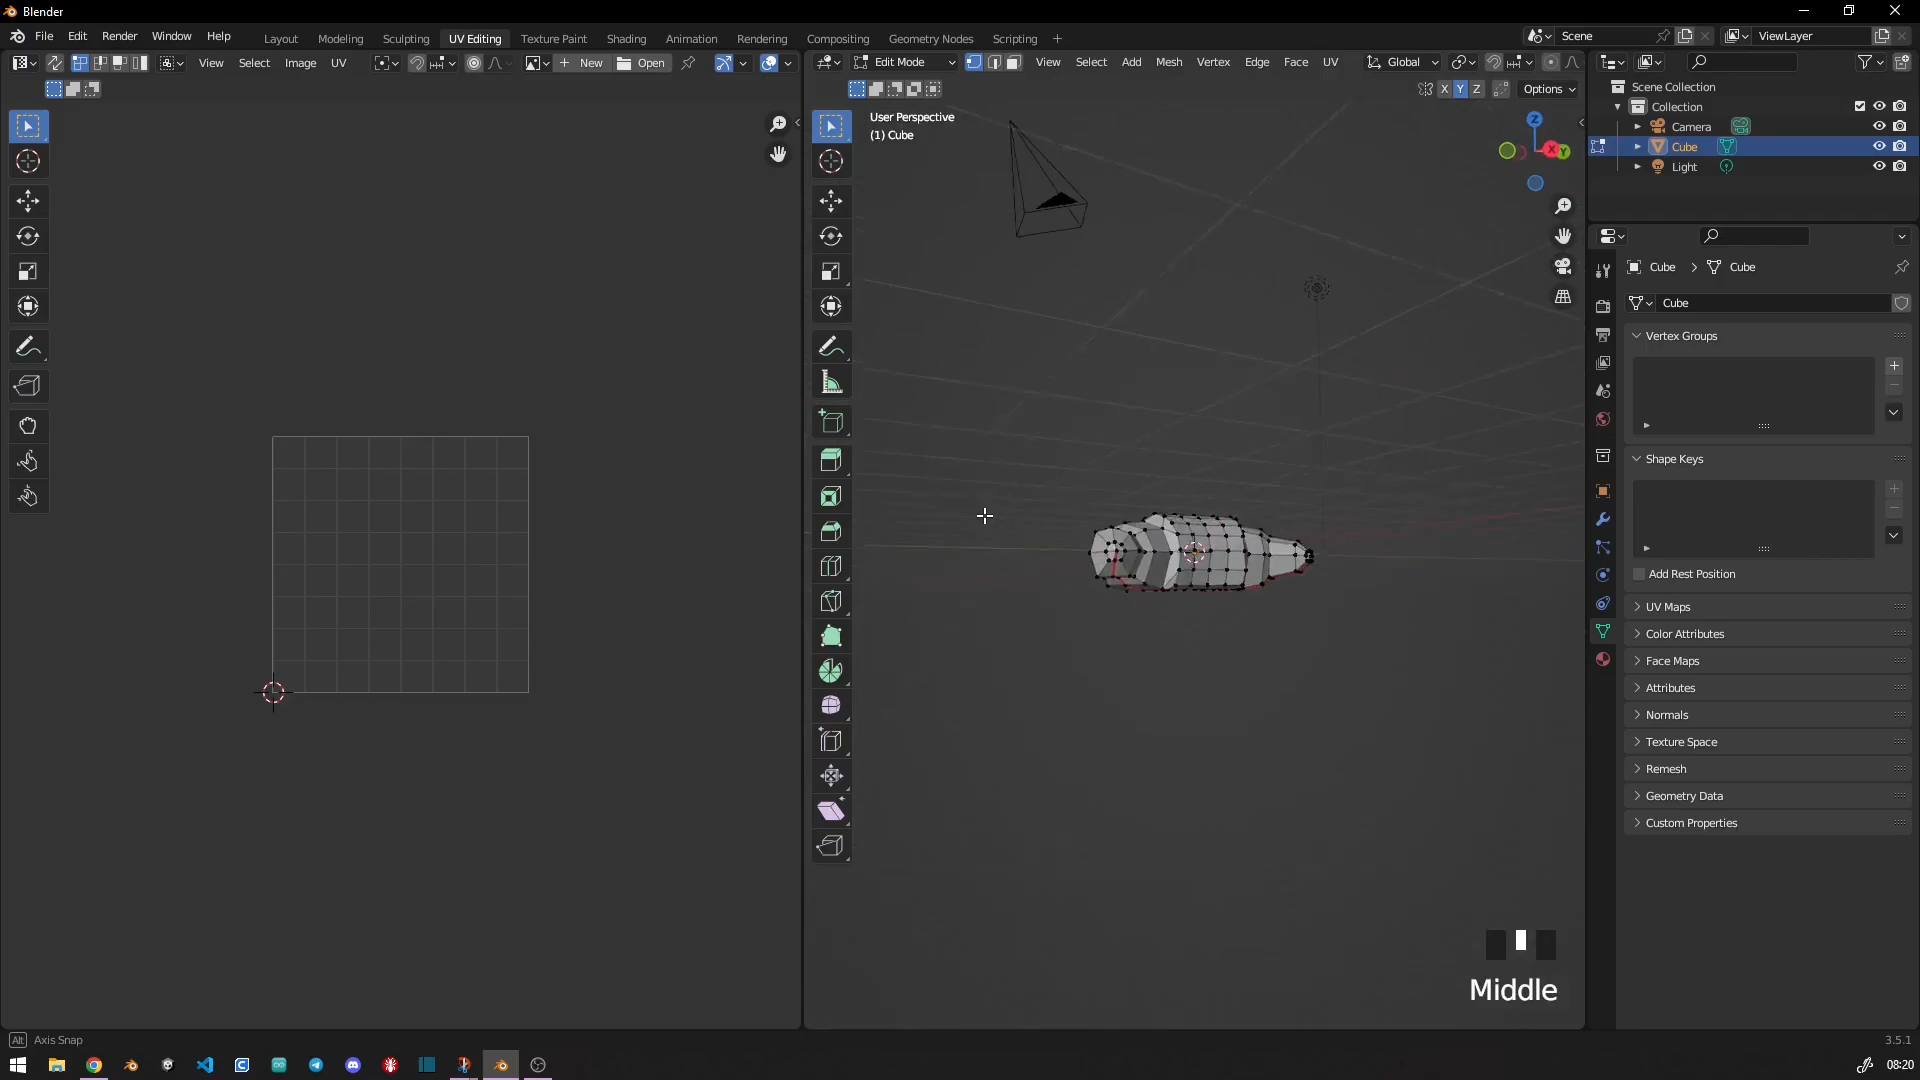 Blender
File Edit Render Window Help
Layout Modeling Sculpting UV Editing Texture Paint Shading Animation Rendering Compositing Geometry Nodes Scripting +
Scene
ViewLayer
View Select Image UV
New
Open
Edit Mode
View Select Add Mesh Vertex Edge Face UV
Global
X Y Z
Options
User Perspective
(1) Cube
Z
X
Y
Scene Collection
Collection
Camera
Cube
Light
Cube > Cube
Cube
Vertex Groups
Shape Keys
Add Rest Position
UV Maps
Color Attributes
Face Maps
Attributes
Normals
Texture Space
Remesh
Geometry Data
Custom Properties
Middle
Alt Axis Snap
3.5.1
08:20